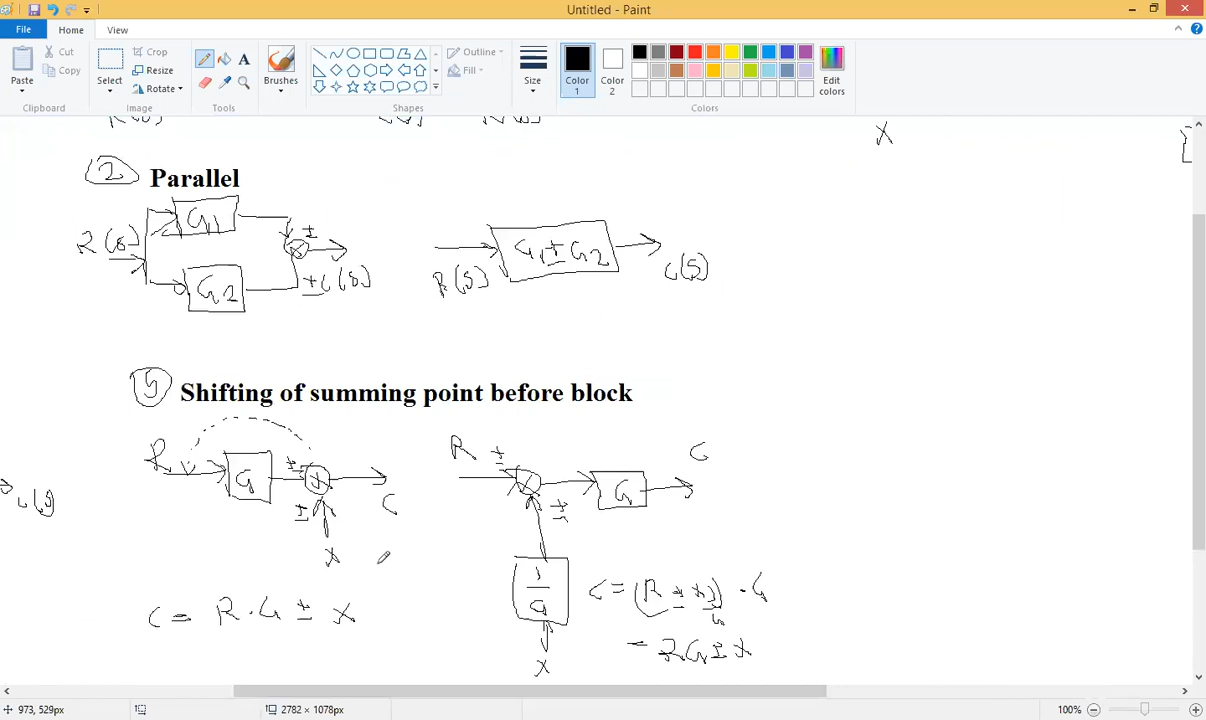 Untitled - Paint
File Home View
Paste Cut Copy Select Crop Resize Rotate A Brushes Outline Fill Size Color 1 Color 2 Edit colors
Clipboard Image Tools Shapes Colors
R(s) R(s)
X
2 Parallel
G1
R(s) ±
± C(s)
G2
G1 ± G2
R(s) C(s)
5 Shifting of summing point before block
R G ± ± C X
R ± ± G C
1/G
X
C = R·G ± X
C = (R ± X/G)·G
= RG ± X
973, 529px 2782 × 1078px 100%